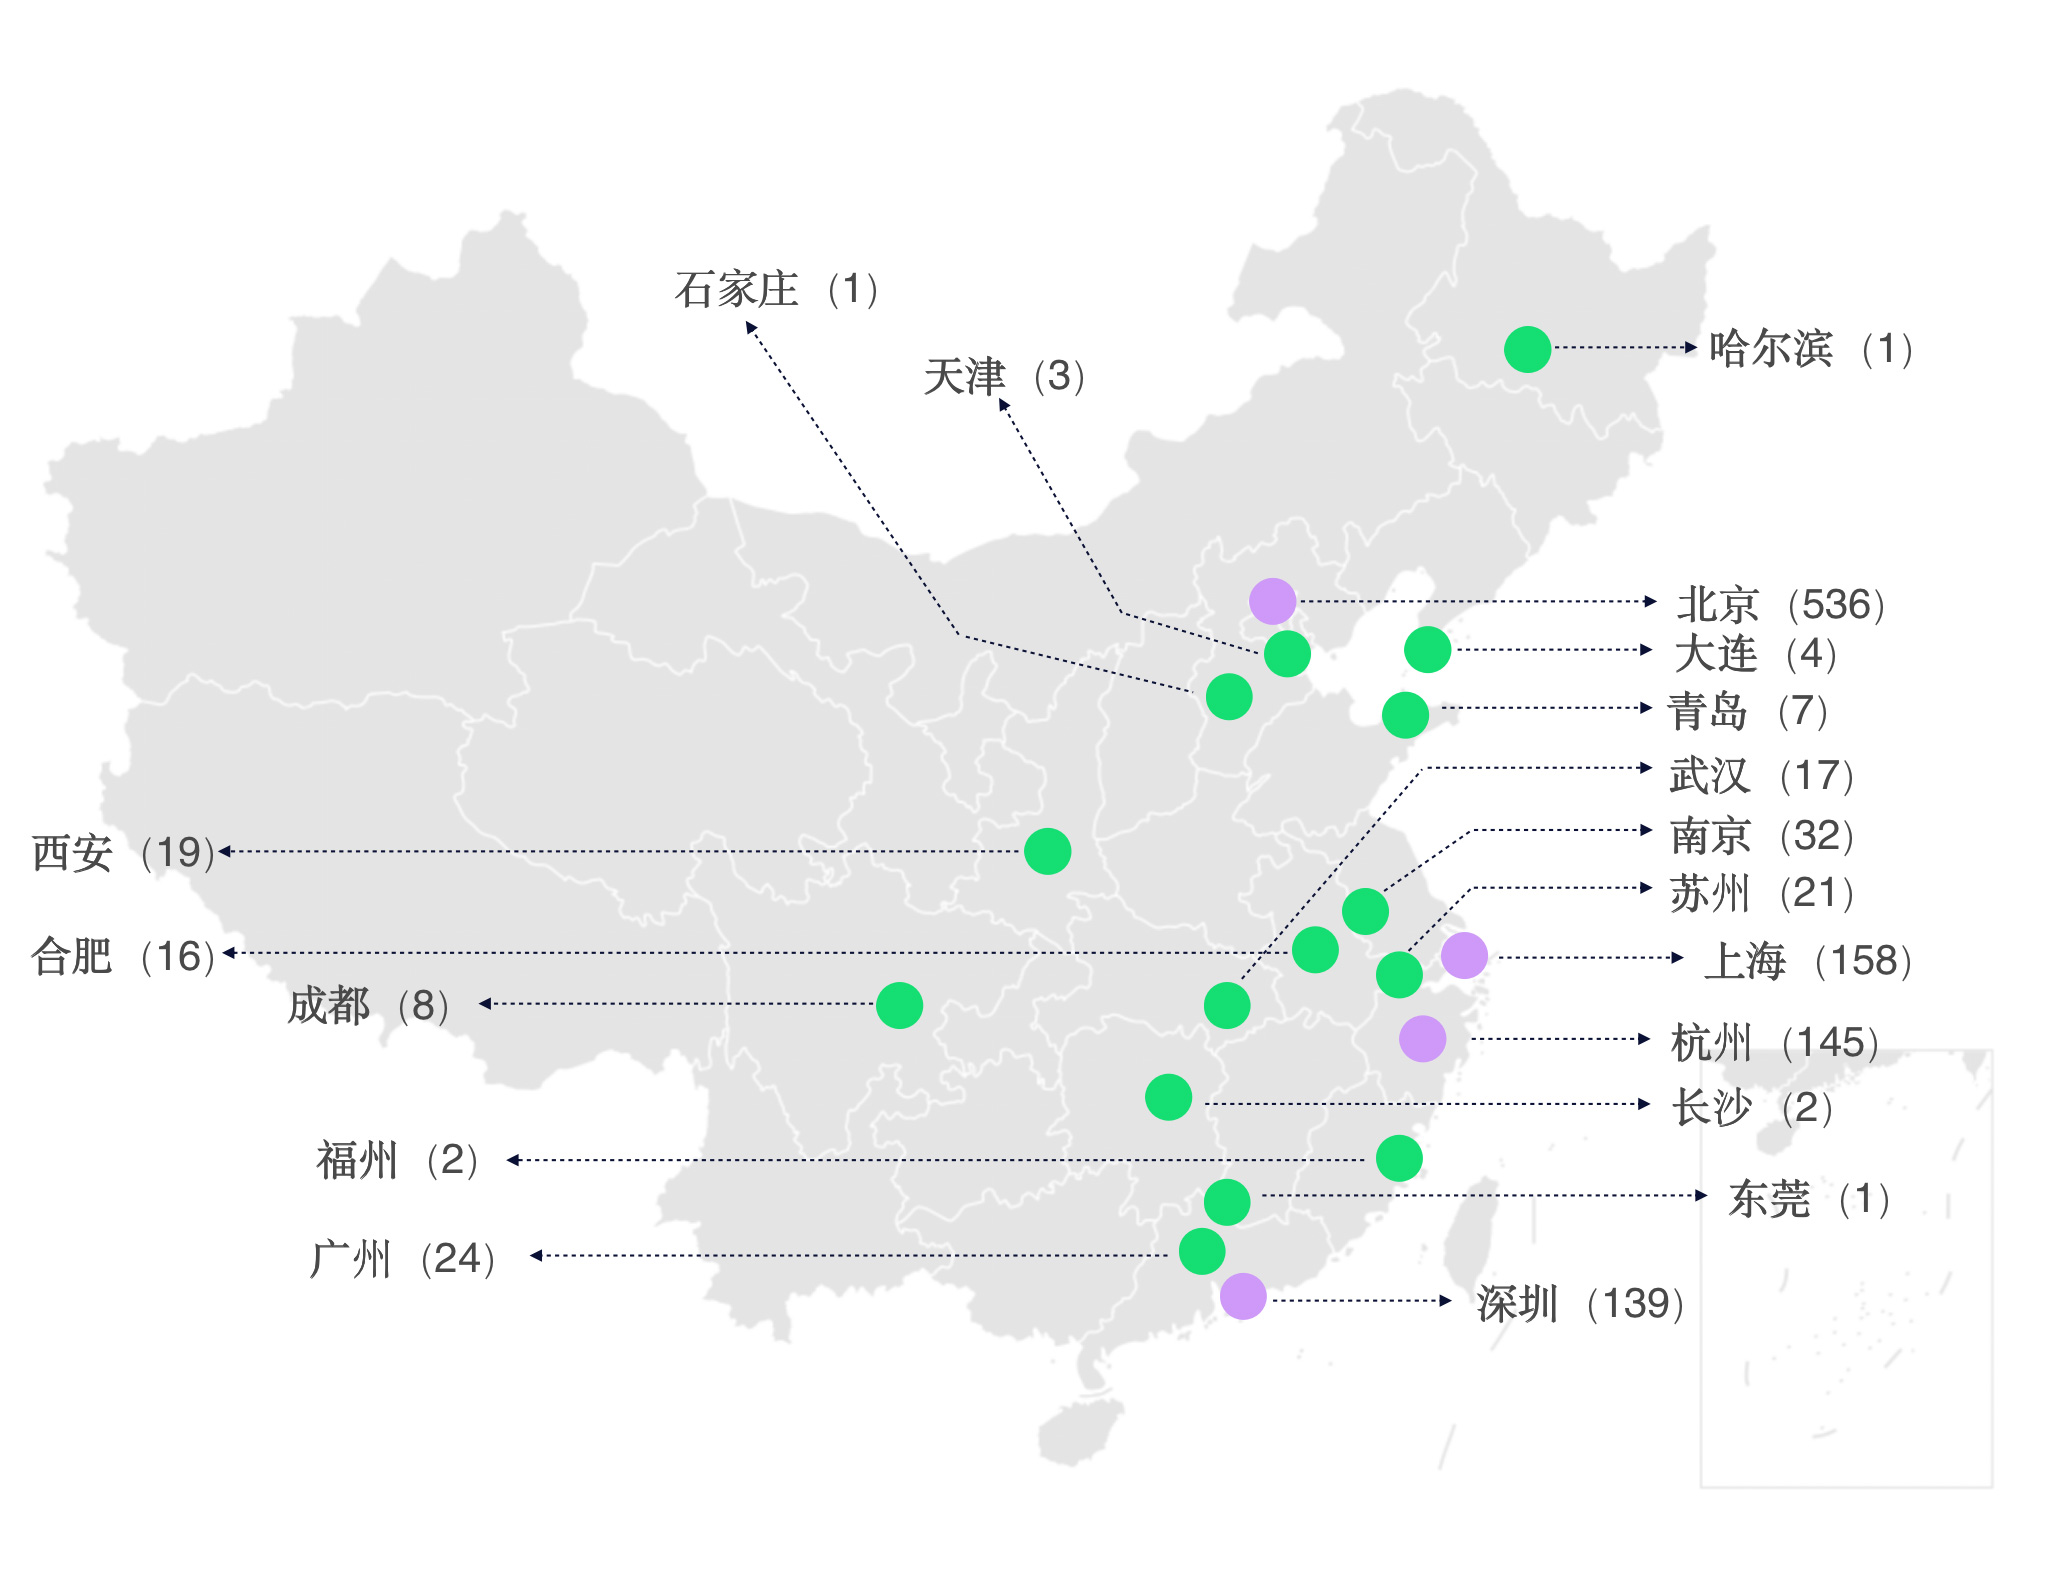 石家庄（1）
天津（3）
哈尔滨（1）
北京（536）
大连（4）
青岛（7）
武汉（17）
南京（32）
西安（19）
苏州（21）
合肥（16）
上海（158）
成都（8）
杭州（145）
长沙（2）
福州（2）
东莞（1）
广州（24）
深圳（139）